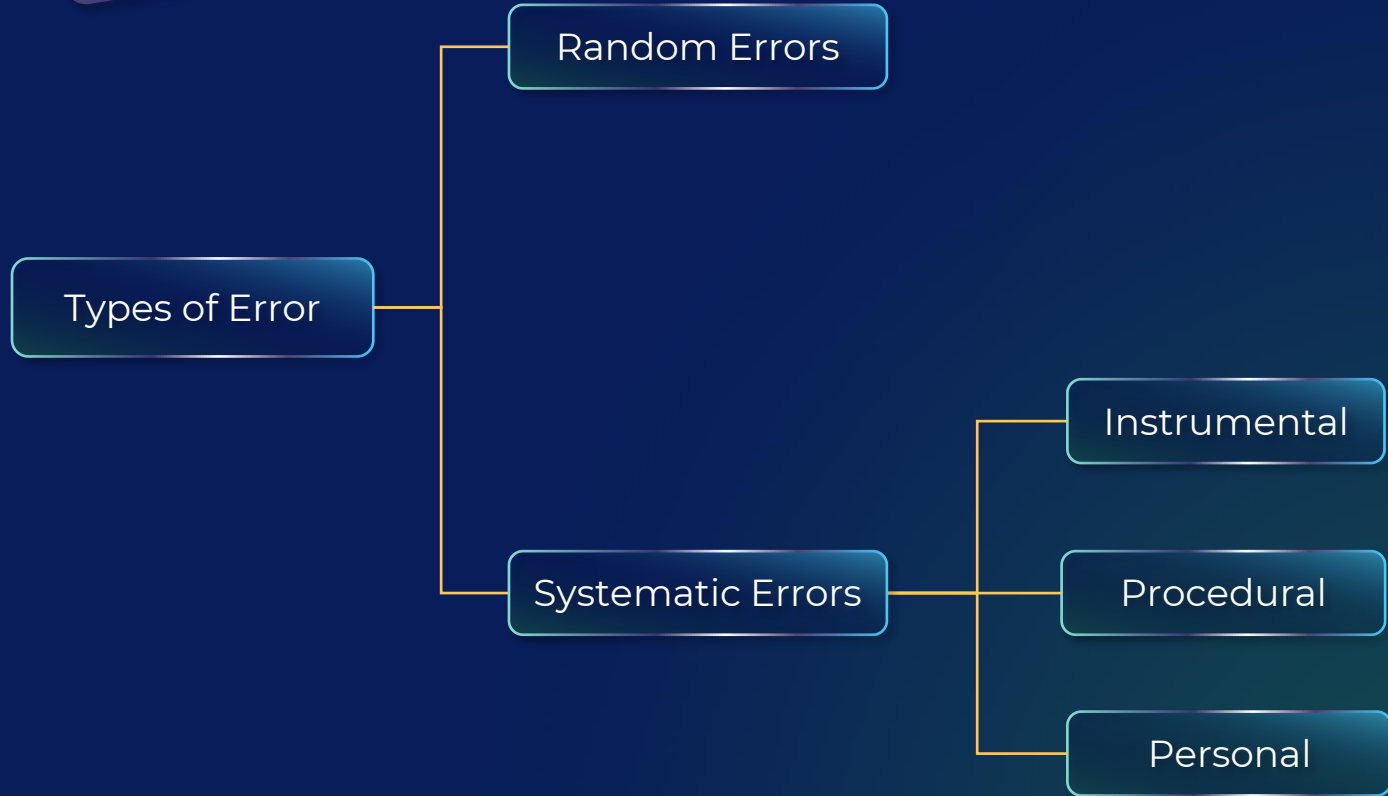 Random Errors
Types of Error
Instrumental
Systematic Errors
Procedural
Personal